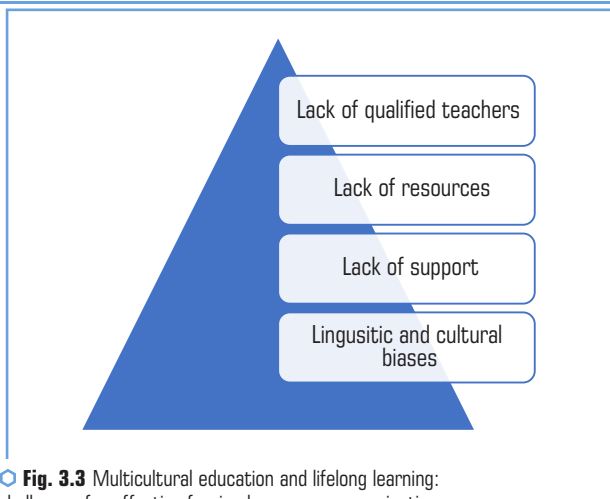 Lack of qualified teachers
Lack of resources
Lack of support
Lingusitic and cultural
biases
Fig. 3.3 Multicultural education and lifelong learning: